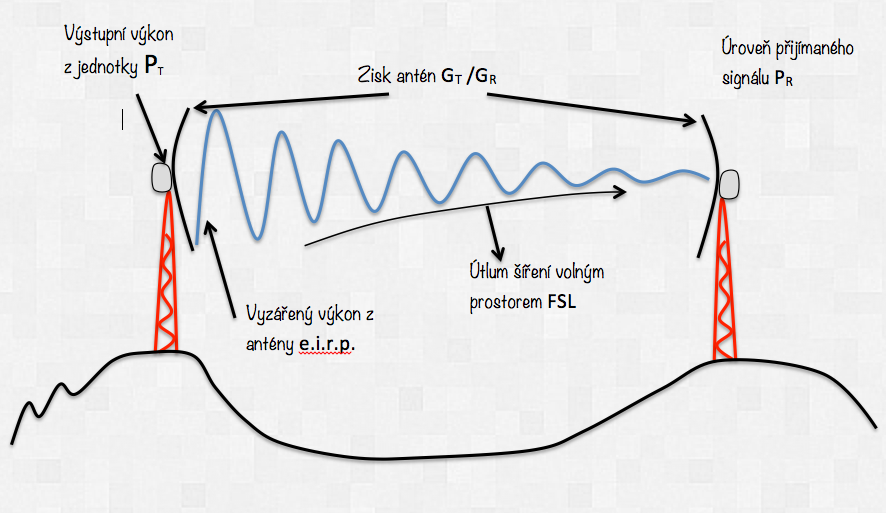 Výstupní výkon
z jednotky PT
Zisk antén GT /GR
Úroveň přijímaného
signálu PR
Útlum šíření volným
prostorem FSL
Vyzářený výkon z
antény e.i.r.p.